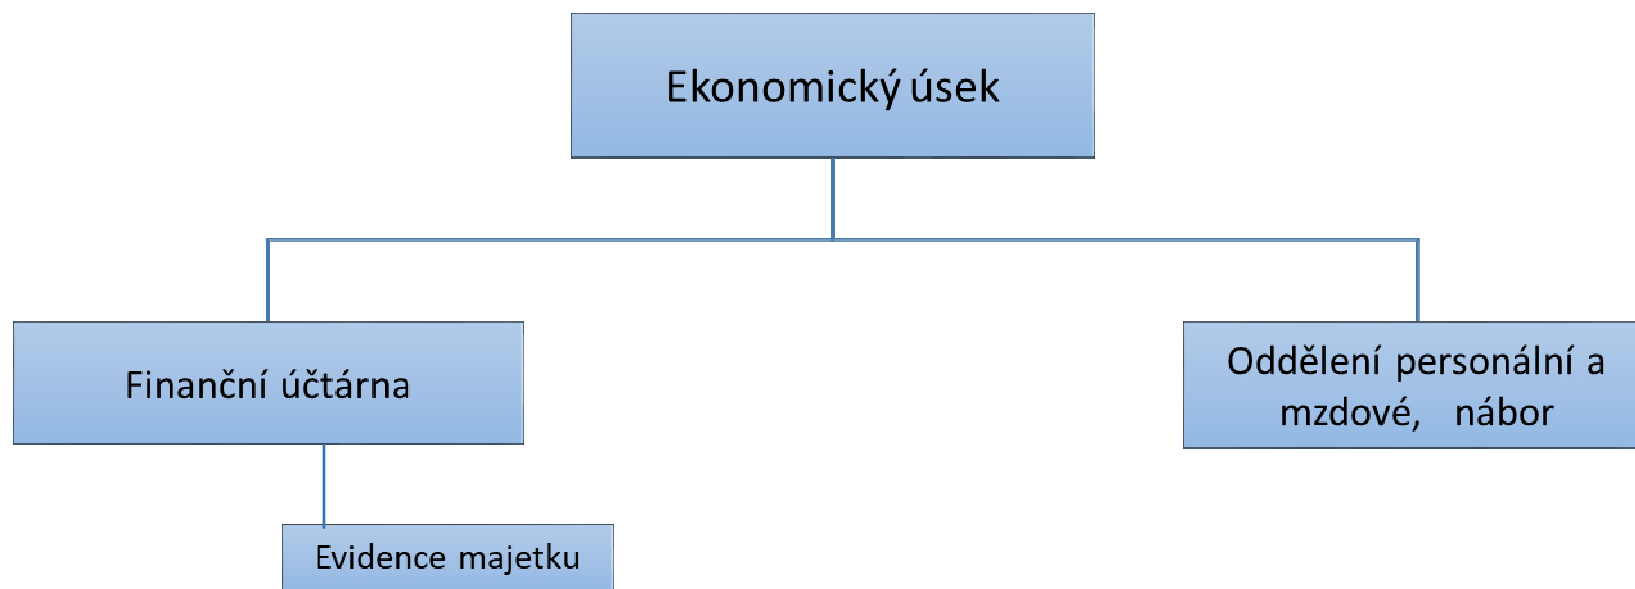 Ekonomický úsek
Finanční účtárna
Oddělení personální a
mzdové, nábor
Evidence majetku